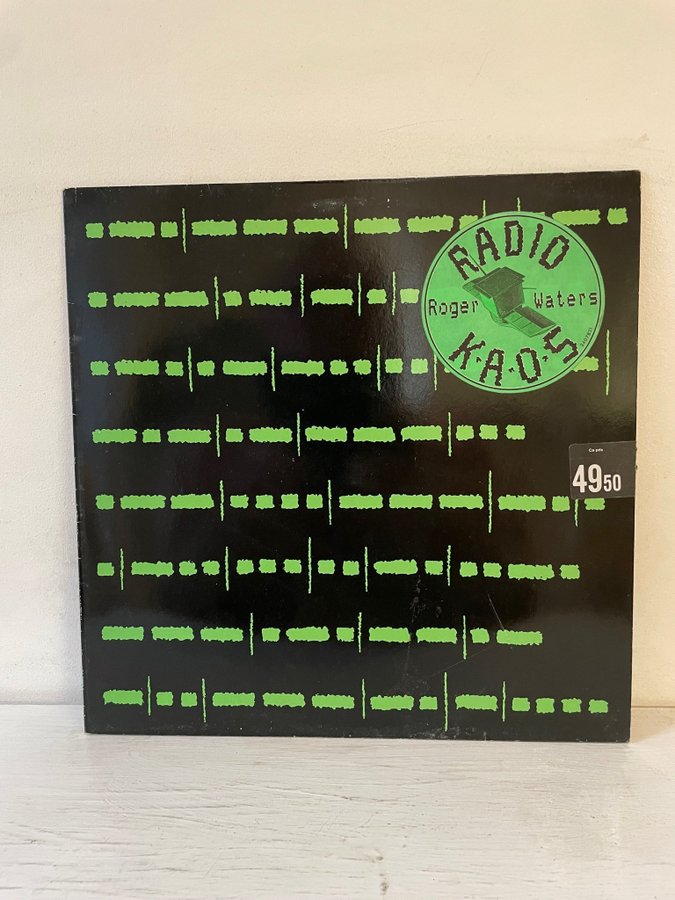 RADIO
Roger Waters
K·A·O·S
Ca pris
49.50